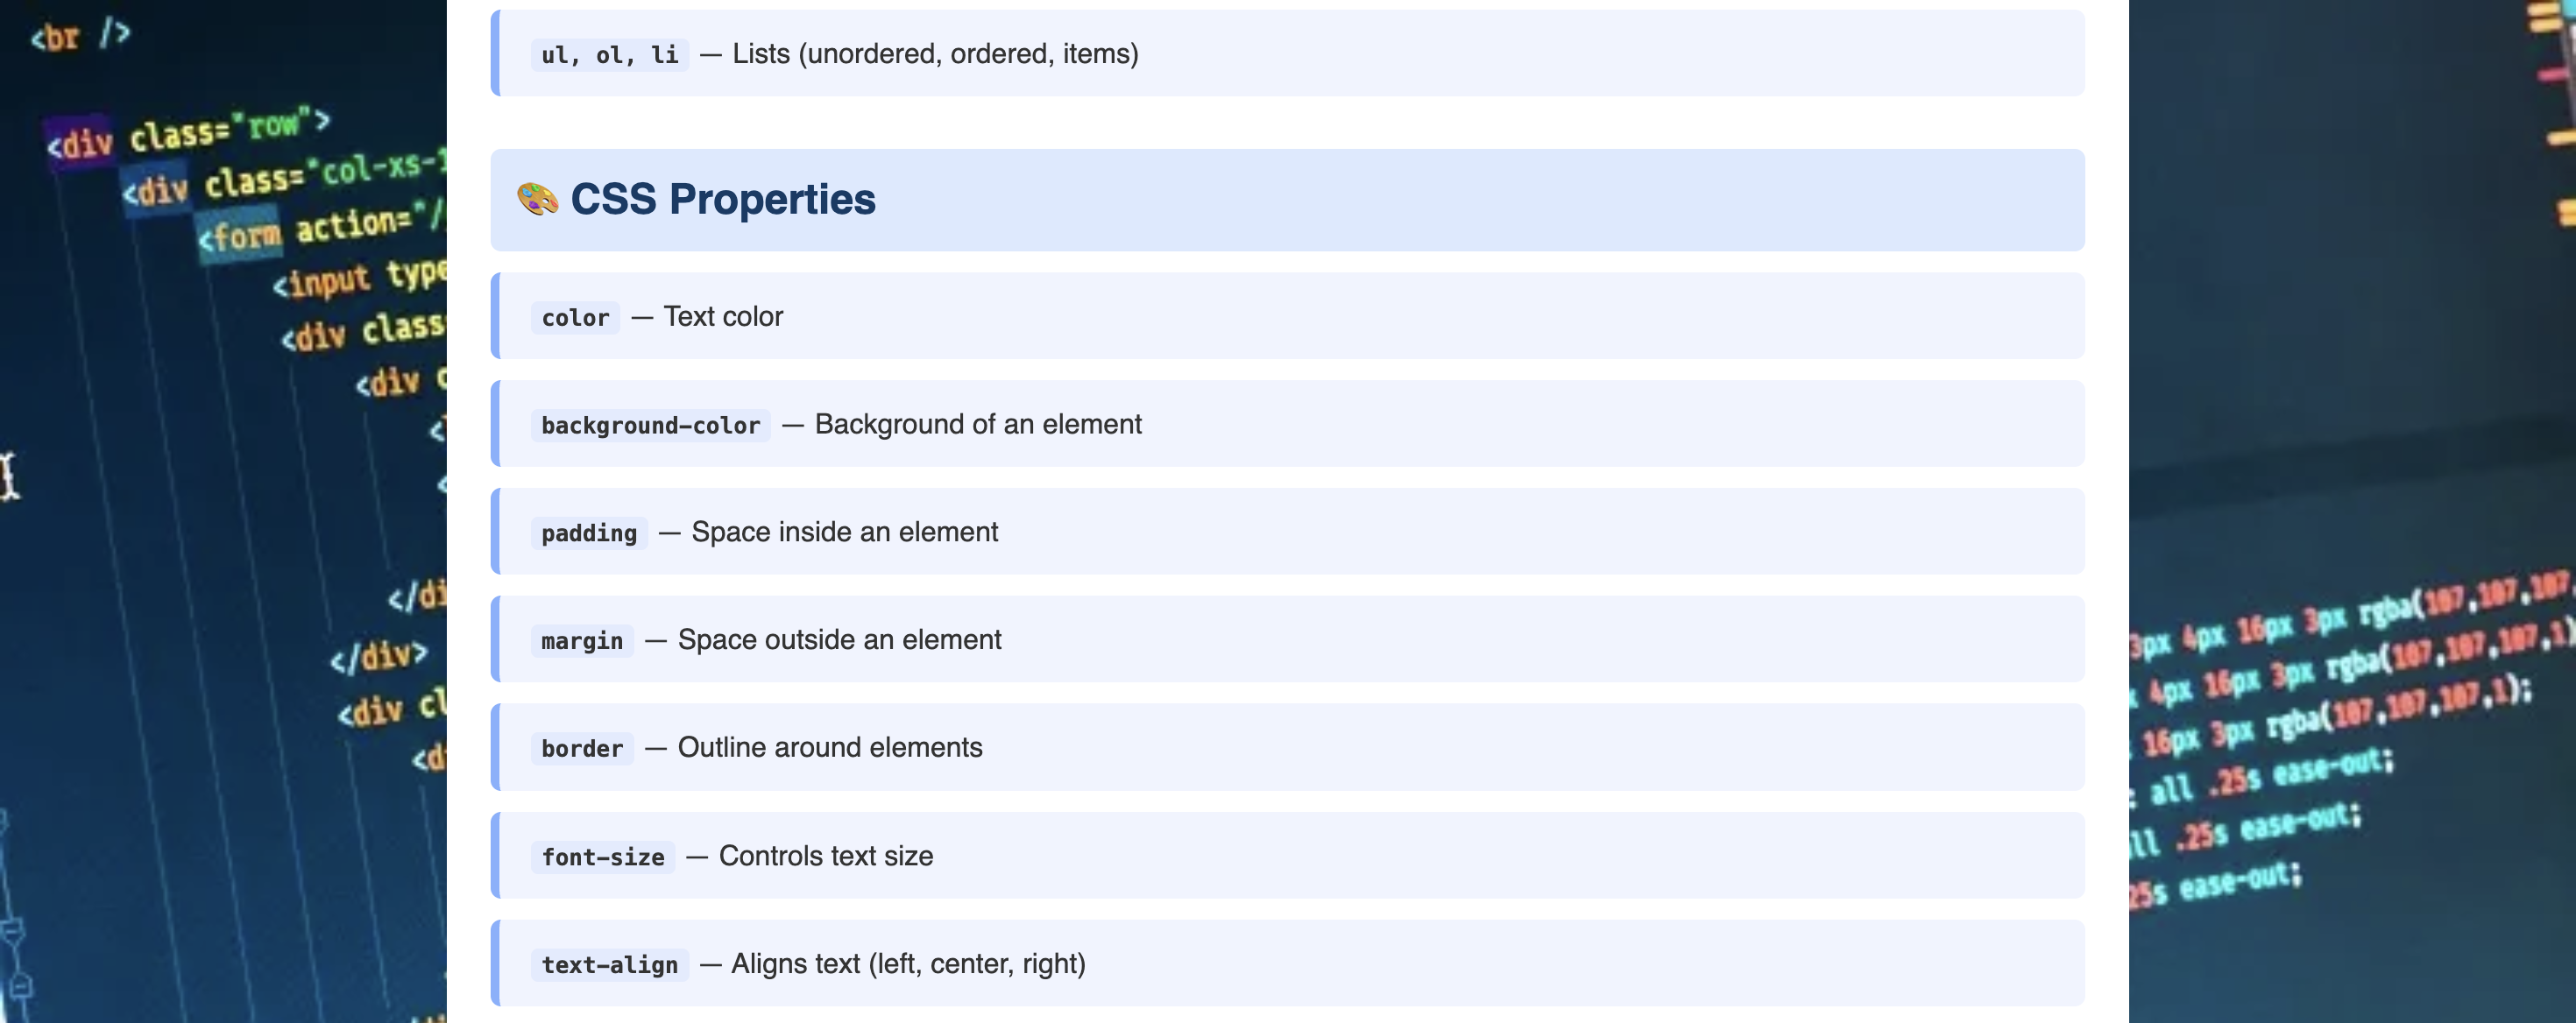 <br />
<div class="row">
<div class="col-xs-1
<form action="/
<input type
<div class
<div c
</di
</div>
<div cl
<di
ul, ol, li — Lists (unordered, ordered, items)
🎨 CSS Properties
color — Text color
background-color — Background of an element
padding — Space inside an element
margin — Space outside an element
border — Outline around elements
font-size — Controls text size
text-align — Aligns text (left, center, right)
3px 4px 16px 3px rgba(107,107,107,
4px 16px 3px rgba(107,107,107,1)
16px 3px rgba(107,107,107,1);
: all .25s ease-out;
ll .25s ease-out;
25s ease-out;